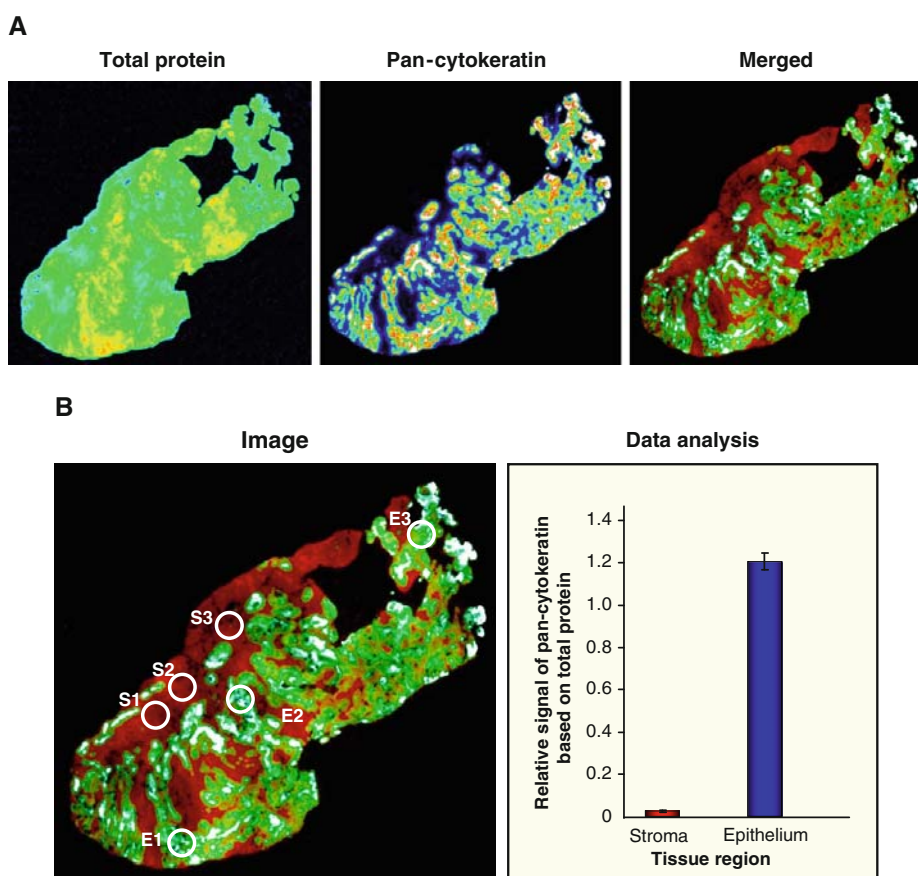 A
Total protein
Pan-cytokeratin
Merged
B
Image
Data analysis
E3
S3
S2
S1
E2
E1
Relative signal of pan-cytokeratin
based on total protein
1.4
1.2
1.0
0.8
0.6
0.4
0.2
0
Stroma
Epithelium
Tissue region